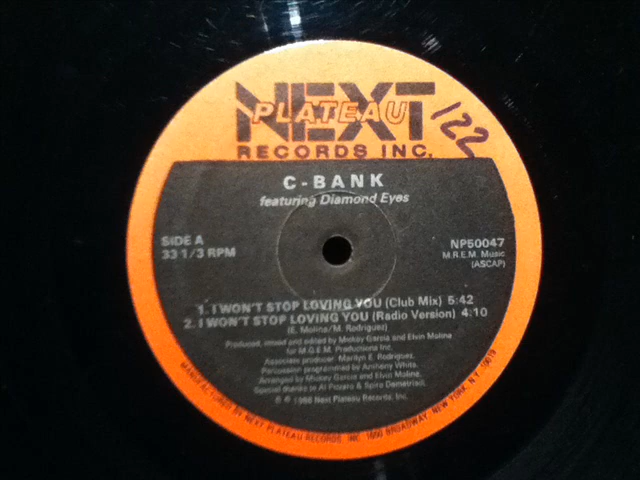 NEXT
PLATEAU
RECORDS INC.
122
C-BANK
featuring Diamond Eyes
SIDE A
33 1/3 RPM
NP50047
M.R.E.M. Music
(ASCAP)
1. I WON'T STOP LOVING YOU (Club Mix) 5:42
2. I WON'T STOP LOVING YOU (Radio Version) 4:10
(E. Molina/M. Rodriguez)
Produced, mixed and edited by Mickey Garcia and Elvin Molina
for M.G.E.M. Productions Inc.
Associate producer: Marilyn E. Rodriguez.
Percussion programmed by Anthony White.
Arranged by Mickey Garcia and Elvin Molina.
Special thanks to Al Pizarro & Spiro Demetriadi.
℗ © 1986 Next Plateau Records, Inc.
MANUFACTURED BY NEXT PLATEAU RECORDS, INC. 1650 BROADWAY, NEW YORK, N.Y. 10019